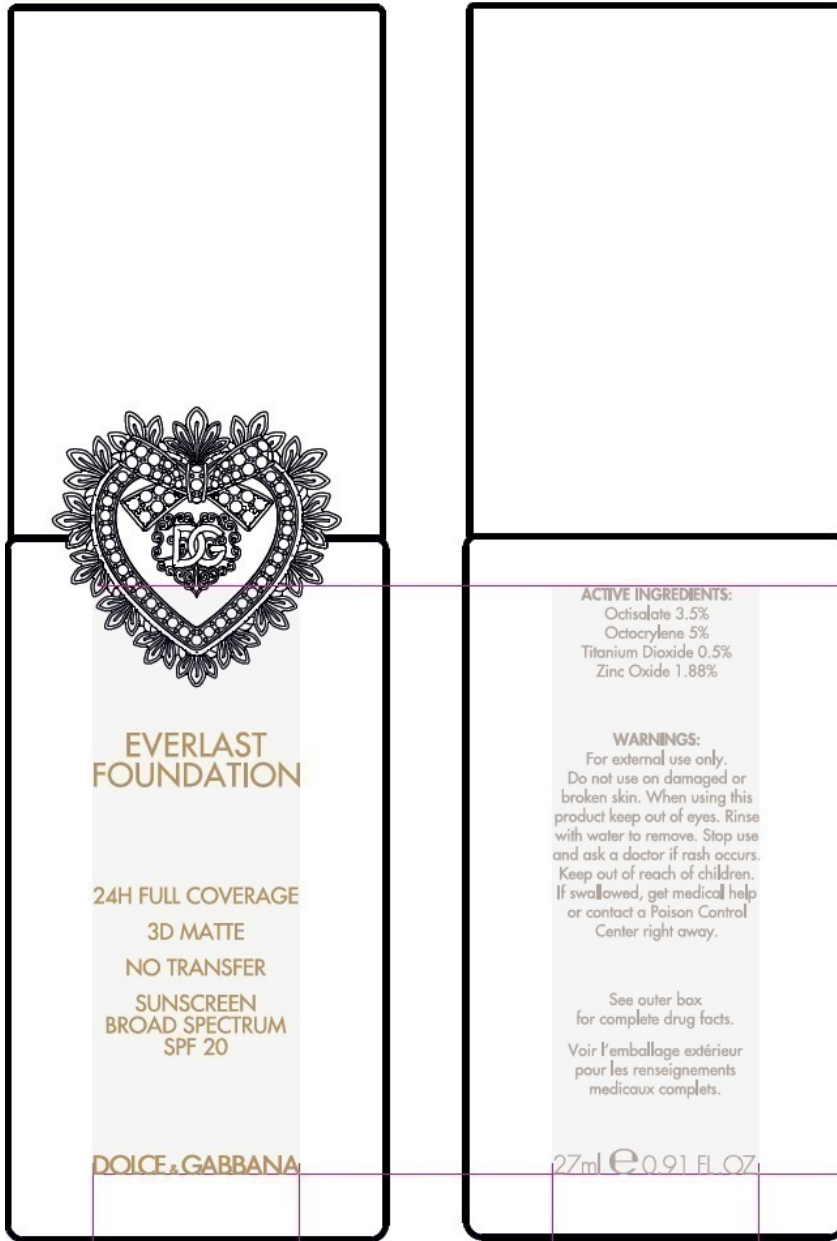 DG
EVERLAST
FOUNDATION
24H FULL COVERAGE
3D MATTE
NO TRANSFER
SUNSCREEN
BROAD SPECTRUM
SPF 20
DOLCE & GABBANA
ACTIVE INGREDIENTS:
Octisalate 3.5%
Octocrylene 5%
Titanium Dioxide 0.5%
Zinc Oxide 1.88%
WARNINGS:
For external use only.
Do not use on damaged or
broken skin. When using this
product keep out of eyes. Rinse
with water to remove. Stop use
and ask a doctor if rash occurs.
Keep out of reach of children.
If swallowed, get medical help
or contact a Poison Control
Center right away.
See outer box
for complete drug facts.
Voir l'emballage extérieur
pour les renseignements
medicaux complets.
27ml ℮ 0.91 FL.OZ.